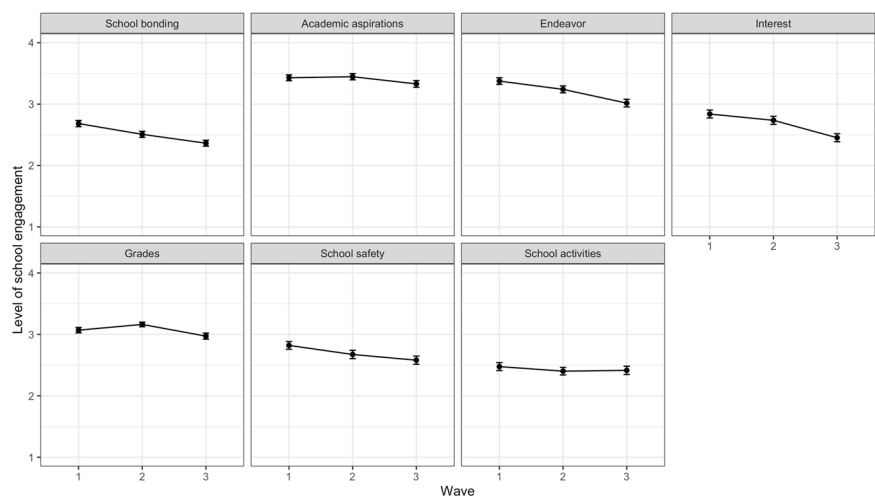 School bonding
Academic aspirations
Endeavor
Interest
4
3
2
1
1 2 3
Grades
School safety
School activities
4
3
2
1
1 2 3
1 2 3
1 2 3
Level of school engagement
Wave